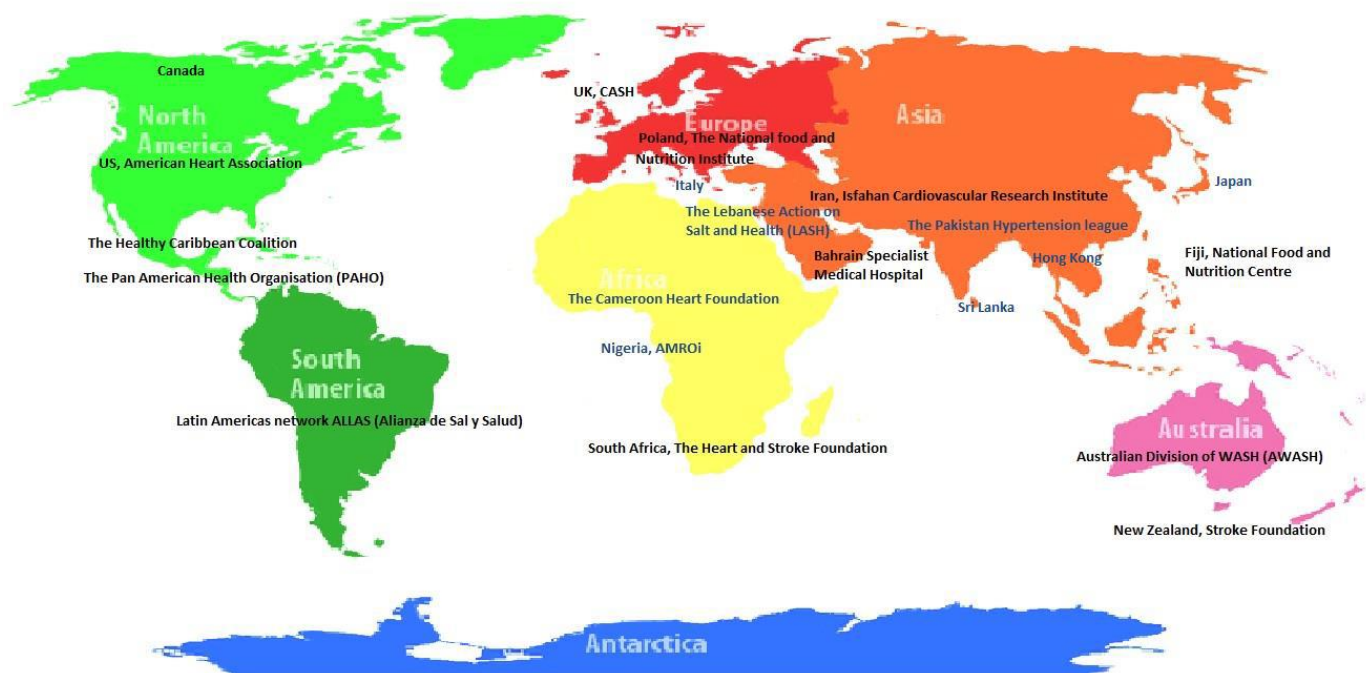 Canada
North
America
US, American Heart Association
The Healthy Caribbean Coalition
The Pan American Health Organisation (PAHO)
South
America
Latin Americas network ALLAS (Alianza de Sal y Salud)
UK, CASH
Europe
Poland, The National food and
Nutrition Institute
Italy
The Lebanese Action on
Salt and Health (LASH)
Africa
The Cameroon Heart Foundation
Nigeria, AMROi
South Africa, The Heart and Stroke Foundation
Asia
Iran, Isfahan Cardiovascular Research Institute
Japan
The Pakistan Hypertension league
Bahrain Specialist
Medical Hospital
Hong Kong
Sri Lanka
Fiji, National Food and
Nutrition Centre
Australia
Australian Division of WASH (AWASH)
New Zealand, Stroke Foundation
Antarctica